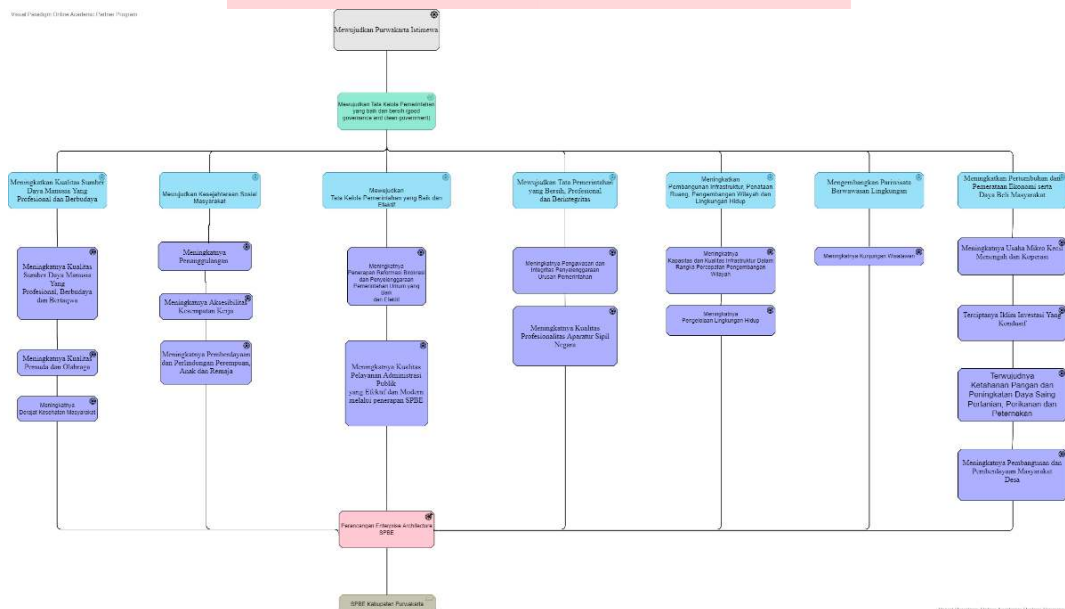 Visual Paradigm Online Academic Partner Program
Mewujudkan Purwakarta Istimewa
Mewujudkan Tata Kelola Pemerintahan
yang baik dan bersih (good
governance and clean government)
Meningkatkan Kualitas Sumber
Daya Manusia Yang
Profesional dan Berbudaya
Mewujudkan Kesejahteraan Sosial
Masyarakat
Mewujudkan
Tata Kelola Pemerintahan yang Baik dan
Efektif
Mewujudkan Tata Pemerintahan
yang Bersih, Profesional
dan Berintegritas
Meningkatkan
Pembangunan Infrastruktur, Penataan
Ruang, Pengembangan Wilayah dan
Lingkungan Hidup
Mengembangkan Pariwisata
Berwawasan Lingkungan
Meningkatkan Pertumbuhan dan
Pemerataan Ekonomi serta
Daya Beli Masyarakat
Meningkatnya Kualitas
Sumber Daya Manusia
Yang
Profesional, Berbudaya
dan Bertaqwa
Meningkatnya Kualitas
Pemuda dan Olahraga
Meningkatnya
Derajat Kesehatan Masyarakat
Meningkatnya
Penanggulangan
Meningkatnya Aksesibilitas
Kesempatan Kerja
Meningkatnya Pemberdayaan
dan Perlindungan Perempuan,
Anak dan Remaja
Meningkatnya
Penerapan Reformasi Birokrasi
dan Penyelenggaraan
Pemerintahan Umum yang
baik
dan Efektif
Meningkatnya Kualitas
Pelayanan Administrasi
Publik
yang Efektif dan Modern
melalui penerapan SPBE
Meningkatnya Pengawasan dan
Integritas Penyelenggaraan
Urusan Pemerintahan
Meningkatnya Kualitas
Profesionalitas Aparatur Sipil
Negara
Meningkatnya
Kapasitas dan Kualitas Infrastruktur Dalam
Rangka Percepatan Pengembangan
Wilayah
Meningkatnya
Pengelolaan Lingkungan Hidup
Meningkatnya Kunjungan Wisatawan
Meningkatnya Usaha Mikro Kecil
Menengah dan Koperasi
Terciptanya Iklim Investasi Yang
Kondusif
Terwujudnya
Ketahanan Pangan dan
Peningkatan Daya Saing
Pertanian, Perikanan dan
Peternakan
Meningkatnya Pembangunan dan
Pemberdayaan Masyarakat
Desa
Perancangan Enterprise Architecture
SPBE
SPBE Kabupaten Purwakarta